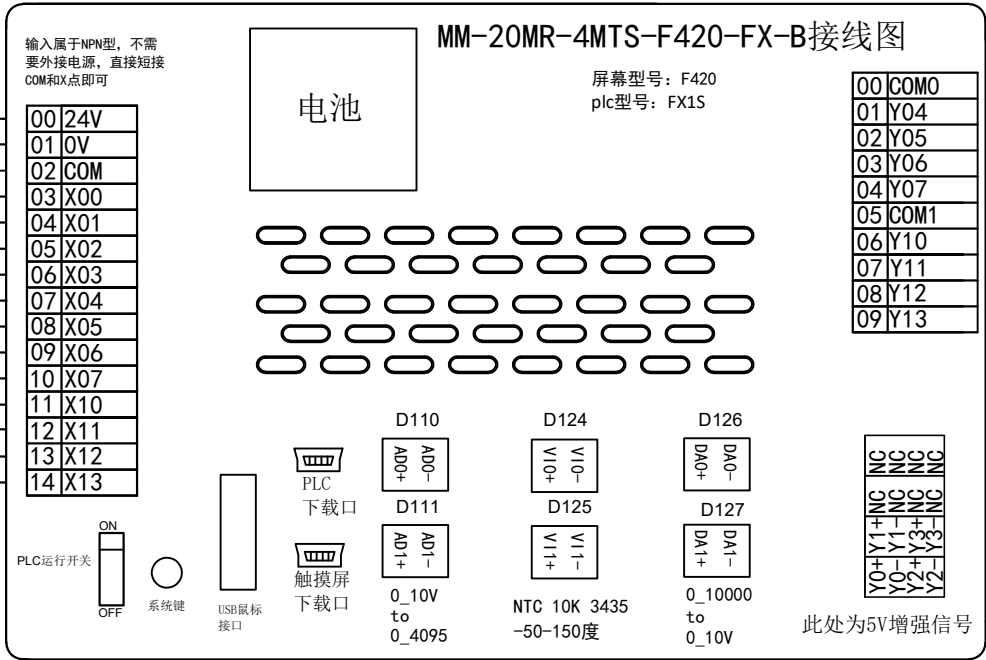 MM-20MR-4MTS-F420-FX-B接线图
输入属于NPN型，不需
要外接电源，直接短接
COM和X点即可
屏幕型号：F420
plc型号：FX1S
电池
00 24V
01 0V
02 COM
03 X00
04 X01
05 X02
06 X03
07 X04
08 X05
09 X06
10 X07
11 X10
12 X11
13 X12
14 X13
00 COM0
01 Y04
02 Y05
03 Y06
04 Y07
05 COM1
06 Y10
07 Y11
08 Y12
09 Y13
ON
PLC运行开关
OFF
系统键
USB鼠标
接口
PLC
下载口
触摸屏
下载口
D110
AD0+
AD0-
D111
AD1+
AD1-
0_10V
to
0_4095
D124
VI0+
VI0-
D125
VI1+
VI1-
NTC 10K 3435
-50-150度
D126
DA0+
DA0-
D127
DA1+
DA1-
0_10000
to
0_10V
Y0+ Y1+ NC NC
Y0- Y1- NC NC
Y2+ Y3+ NC NC
Y2- Y3- NC NC
此处为5V增强信号